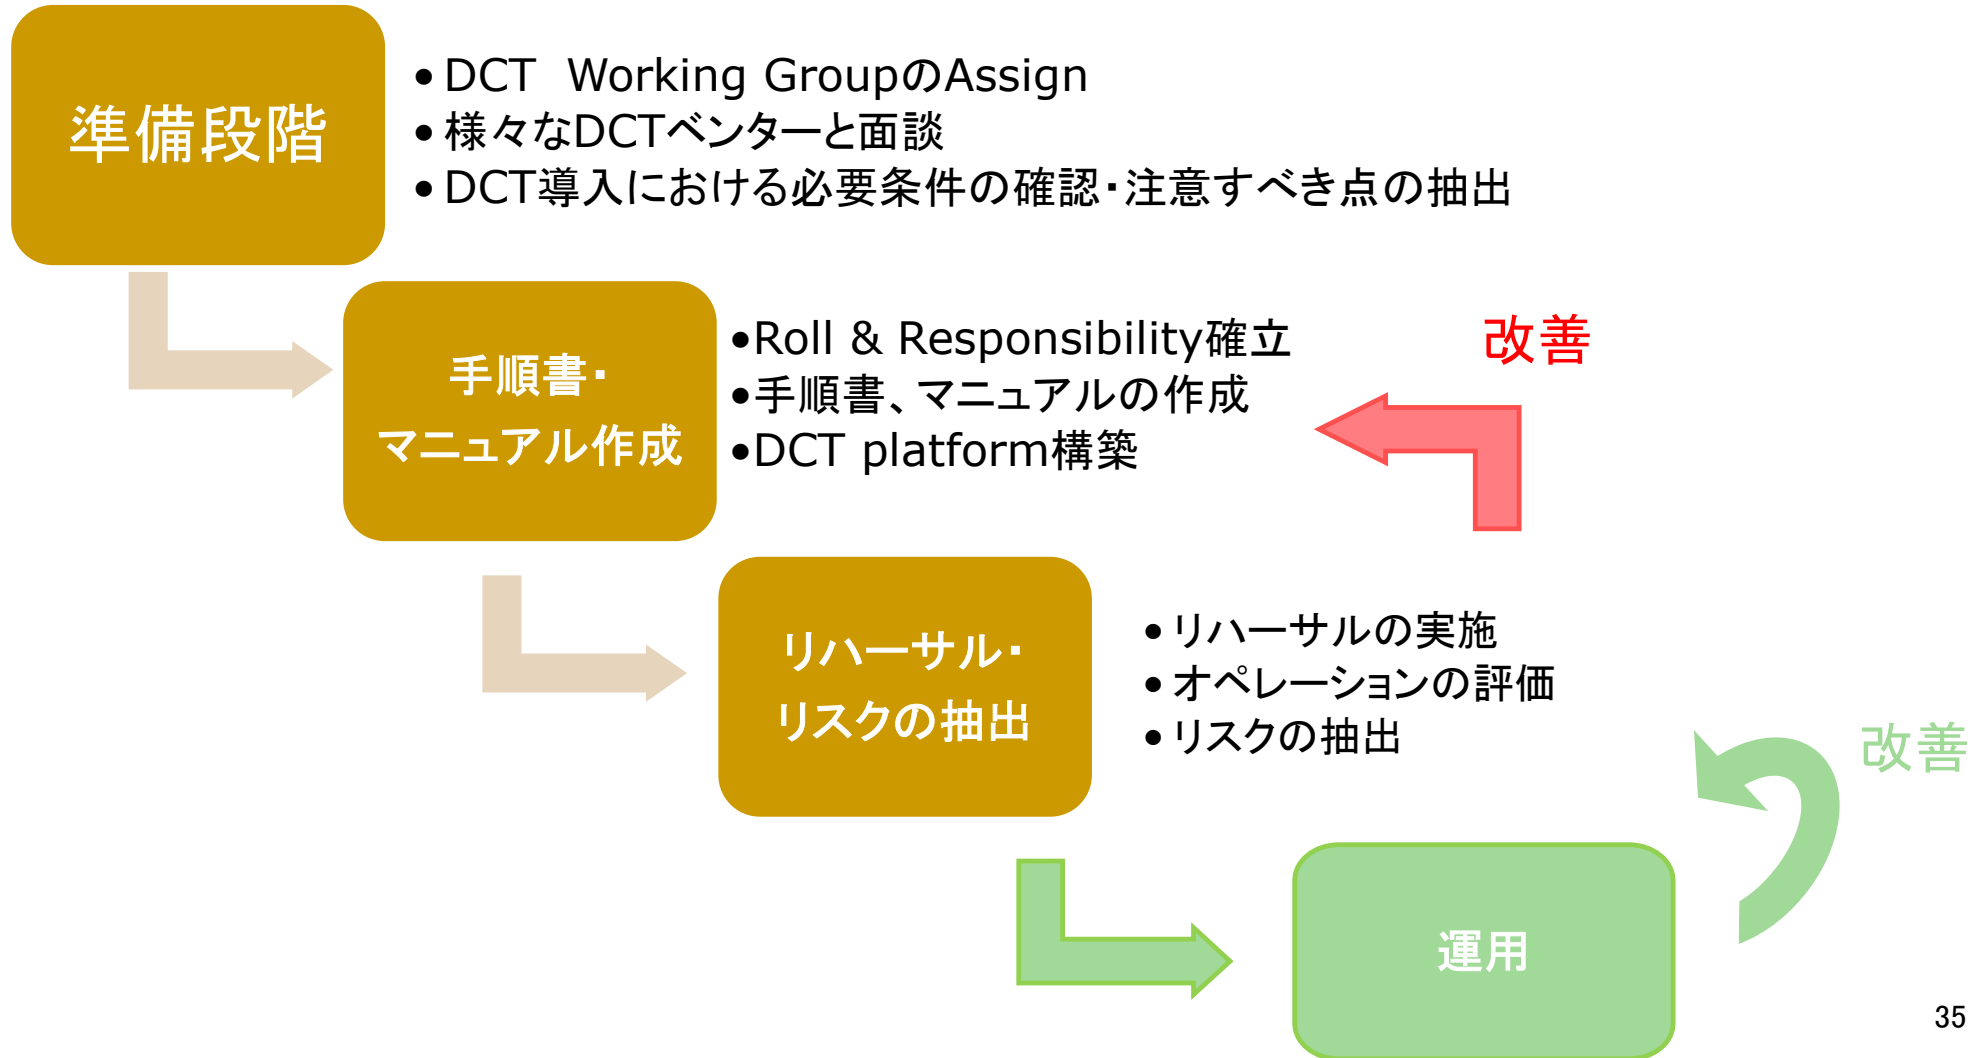 準備段階
• DCT　Working GroupのAssign
• 様々なDCTベンターと面談
• DCT導入における必要条件の確認・注意すべき点の抽出
手順書・
マニュアル作成
•Roll & Responsibility確立
•手順書、マニュアルの作成
•DCT platform構築
改善
リハーサル・
リスクの抽出
• リハーサルの実施
• オペレーションの評価
• リスクの抽出
改善
運用
35